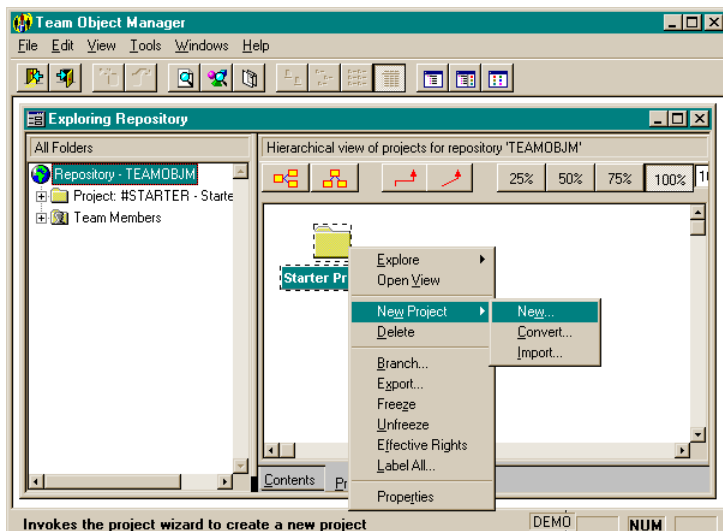 Team Object Manager
File Edit View Tools Windows Help
Exploring Repository
All Folders
Hierarchical view of projects for repository 'TEAMOBJM'
Repository - TEAMOBJM
Project: #STARTER - Starte
Team Members
25% 50% 75% 100% 10
Starter Pr
Explore
Open View
New Project
Delete
Branch...
Export...
Freeze
Unfreeze
Effective Rights
Label All...
Properties
New...
Convert...
Import...
Contents Pr
Invokes the project wizard to create a new project
DEMO NUM